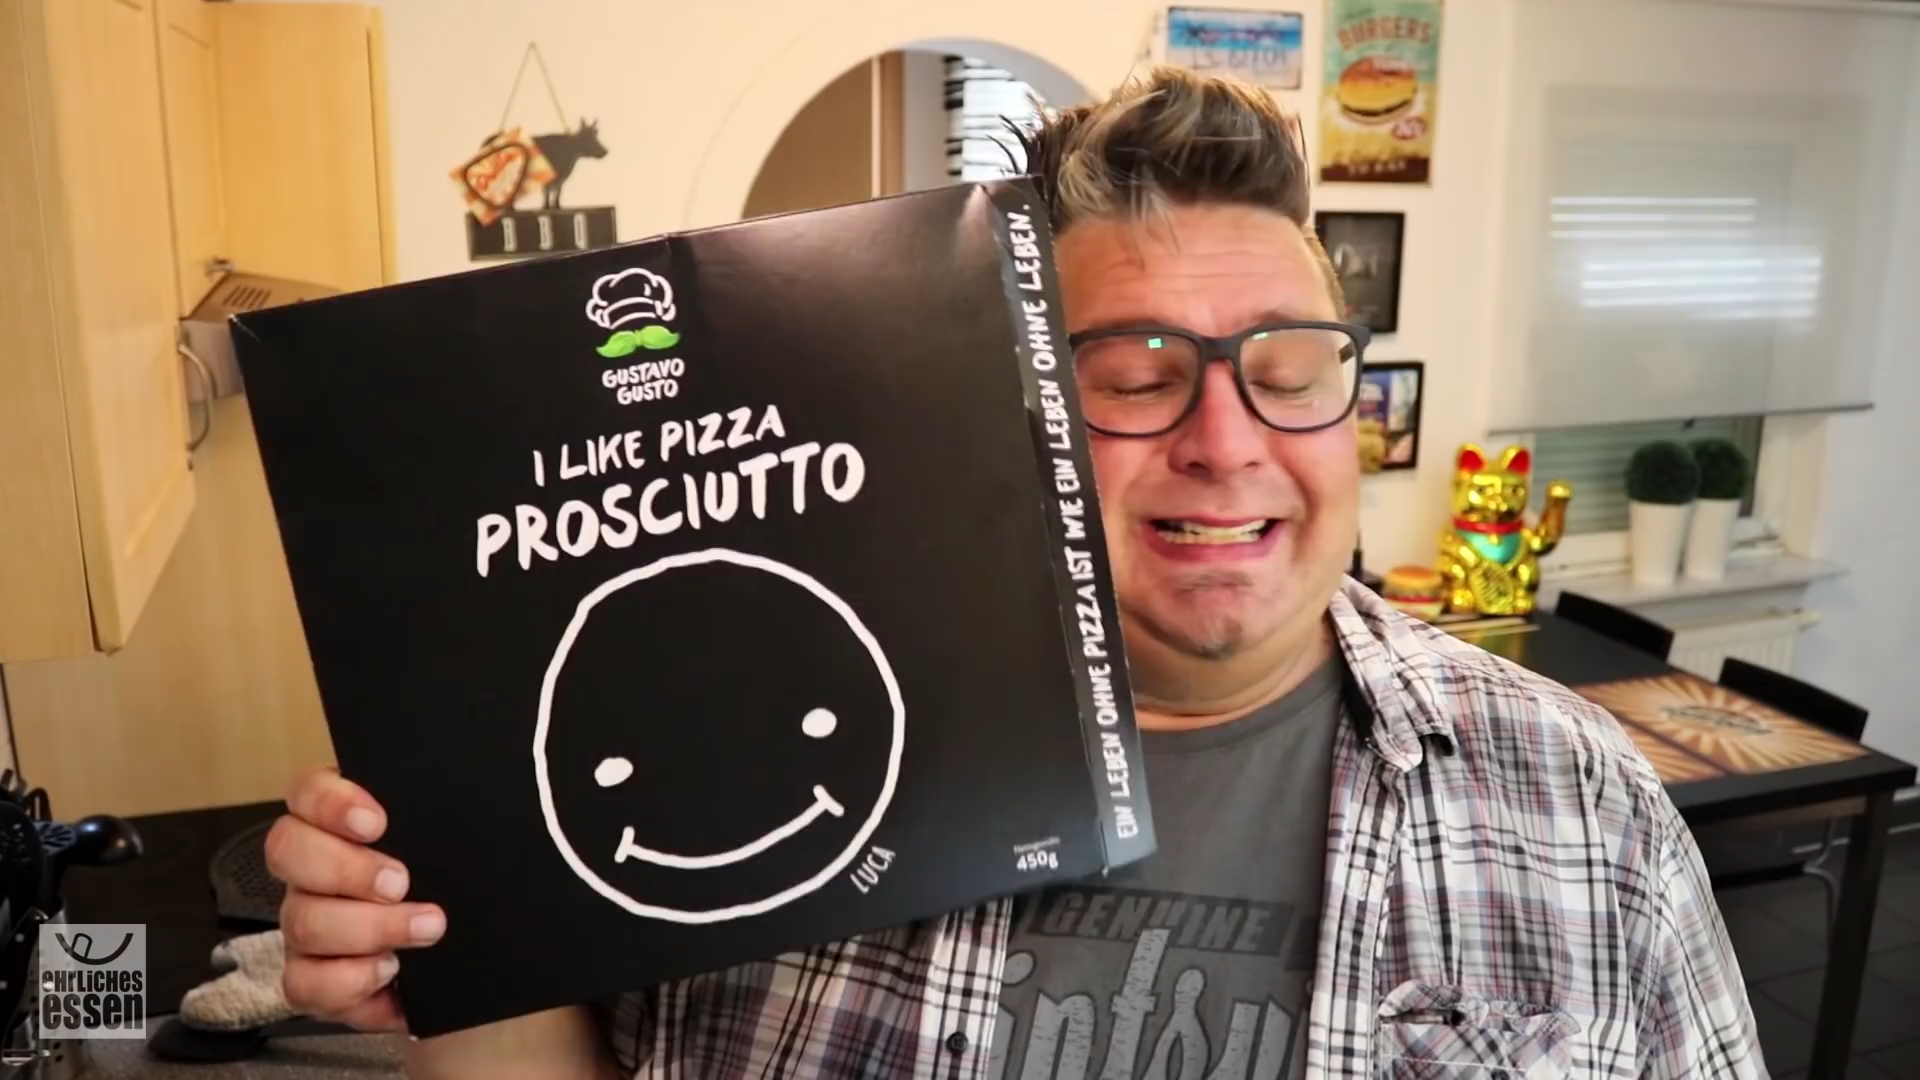 BURGERS
BBQ
GUSTAVO
GUSTO
I LIKE PIZZA
PROSCIUTTO
LUCA
450g
EIN LEBEN OHNE PIZZA IST WIE EIN LEBEN OHNE LEBEN.
GENUINE
EHRLICHES
ESSEN